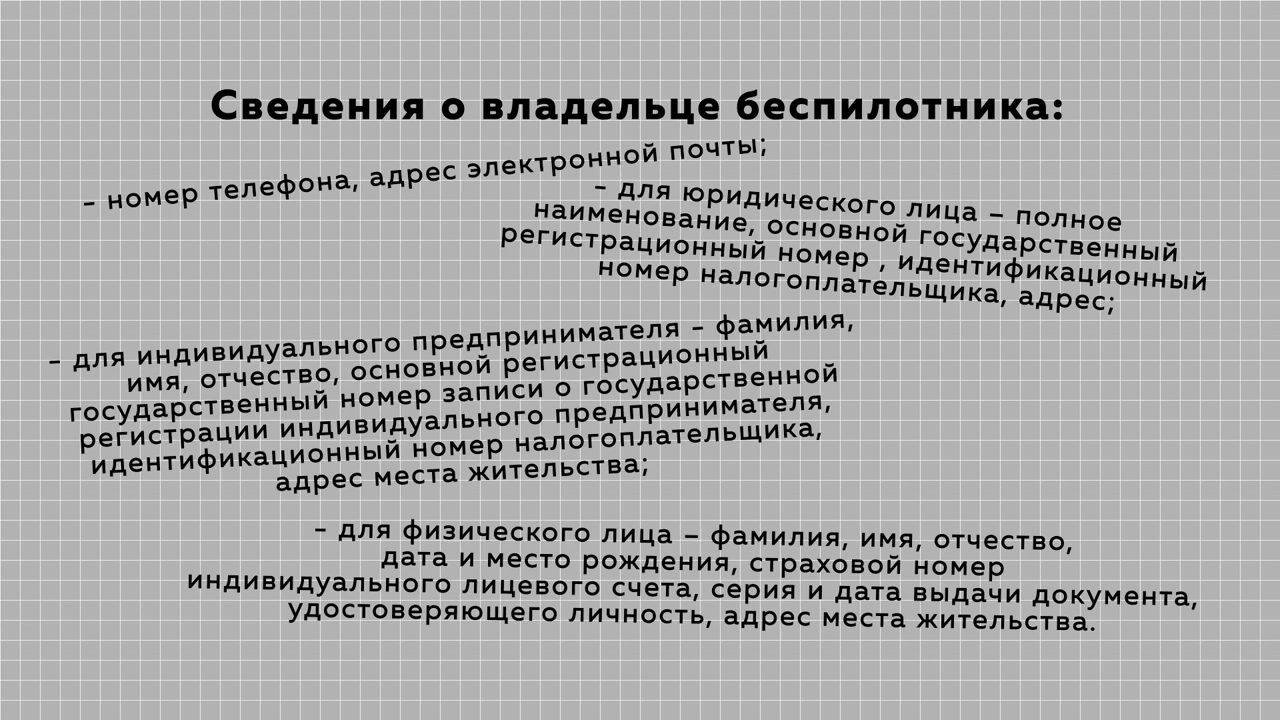 Сведения о владельце беспилотника:
- номер телефона, адрес электронной почты;
- для юридического лица – полное
наименование, основной государственный
регистрационный номер , идентификационный
номер налогоплательщика, адрес;
- для индивидуального предпринимателя - фамилия,
имя, отчество, основной регистрационный
государственный номер записи о государственной
регистрации индивидуального предпринимателя,
идентификационный номер налогоплательщика,
адрес места жительства;
- для физического лица – фамилия, имя, отчество,
дата и место рождения, страховой номер
индивидуального лицевого счета, серия и дата выдачи документа,
удостоверяющего личность, адрес места жительства.